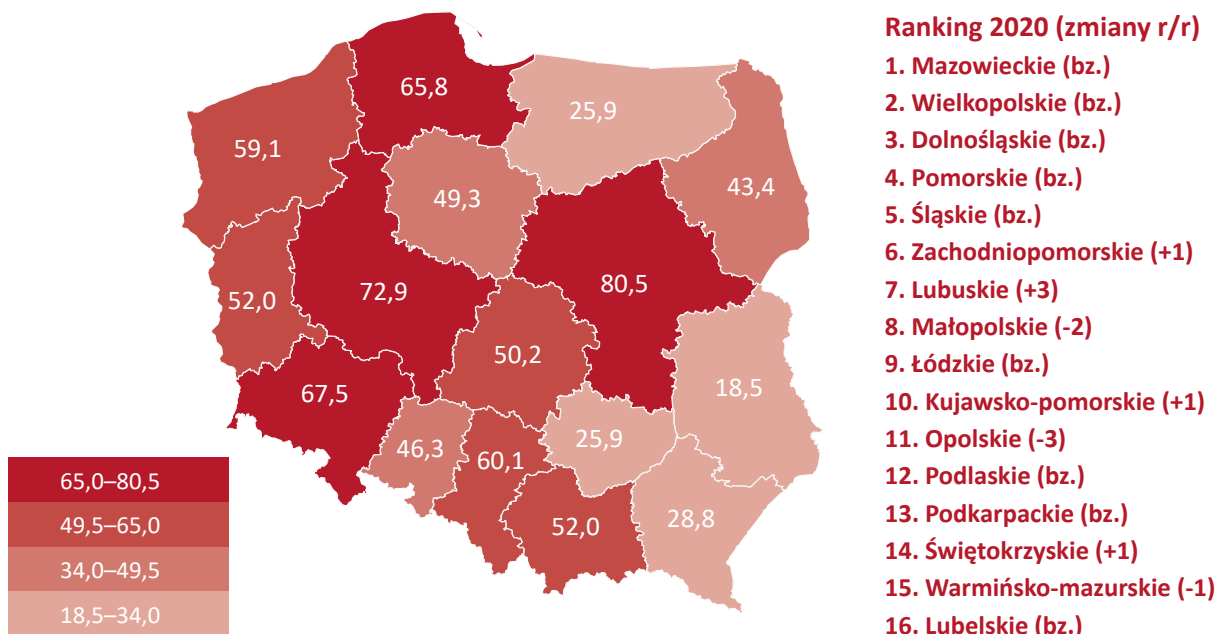 65,8
25,9
59,1
49,3
43,4
72,9
80,5
52,0
50,2
18,5
67,5
46,3
60,1
25,9
52,0
28,8
65,0–80,5
49,5–65,0
34,0–49,5
18,5–34,0
Ranking 2020 (zmiany r/r)
1. Mazowieckie (bz.)
2. Wielkopolskie (bz.)
3. Dolnośląskie (bz.)
4. Pomorskie (bz.)
5. Śląskie (bz.)
6. Zachodniopomorskie (+1)
7. Lubuskie (+3)
8. Małopolskie (-2)
9. Łódzkie (bz.)
10. Kujawsko-pomorskie (+1)
11. Opolskie (-3)
12. Podlaskie (bz.)
13. Podkarpackie (bz.)
14. Świętokrzyskie (+1)
15. Warmińsko-mazurskie (-1)
16. Lubelskie (bz.)